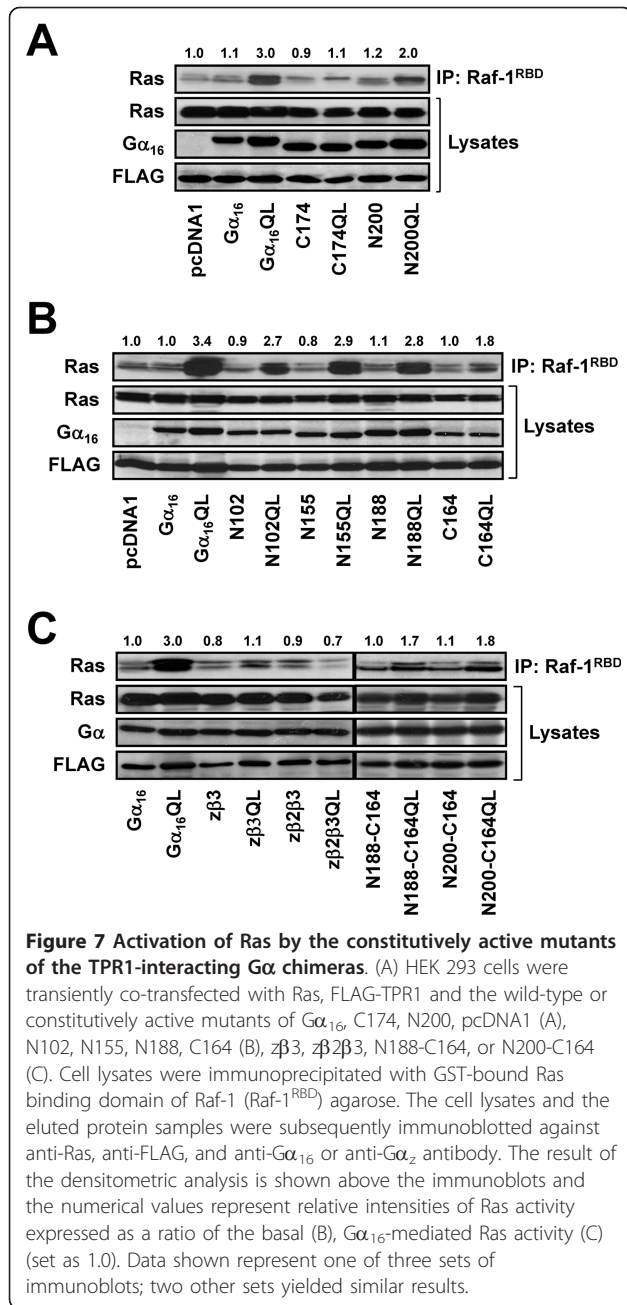 A
1.0 1.1 3.0 0.9 1.1 1.2 2.0
Ras IP: Raf-1RBD
Ras
Gα16 Lysates
FLAG
pcDNA1 Gα16 Gα16QL C174 C174QL N200 N200QL
B
1.0 1.0 3.4 0.9 2.7 0.8 2.9 1.1 2.8 1.0 1.8
Ras IP: Raf-1RBD
Ras
Gα16 Lysates
FLAG
pcDNA1 Gα16 Gα16QL N102 N102QL N155 N155QL N188 N188QL C164 C164QL
C
1.0 3.0 0.8 1.1 0.9 0.7 1.0 1.7 1.1 1.8
Ras IP: Raf-1RBD
Ras
Gα Lysates
FLAG
Gα16 Gα16QL zβ3 zβ3QL zβ2β3 zβ2β3QL N188-C164 N188-C164QL N200-C164 N200-C164QL
Figure 7 Activation of Ras by the constitutively active mutants
of the TPR1-interacting Gα chimeras. (A) HEK 293 cells were
transiently co-transfected with Ras, FLAG-TPR1 and the wild-type or
constitutively active mutants of Gα16, C174, N200, pcDNA1 (A),
N102, N155, N188, C164 (B), zβ3, zβ2β3, N188-C164, or N200-C164
(C). Cell lysates were immunoprecipitated with GST-bound Ras
binding domain of Raf-1 (Raf-1RBD) agarose. The cell lysates and the
eluted protein samples were subsequently immunoblotted against
anti-Ras, anti-FLAG, and anti-Gα16 or anti-Gαz antibody. The result of
the densitometric analysis is shown above the immunoblots and
the numerical values represent relative intensities of Ras activity
expressed as a ratio of the basal (B), Gα16-mediated Ras activity (C)
(set as 1.0). Data shown represent one of three sets of
immunoblots; two other sets yielded similar results.